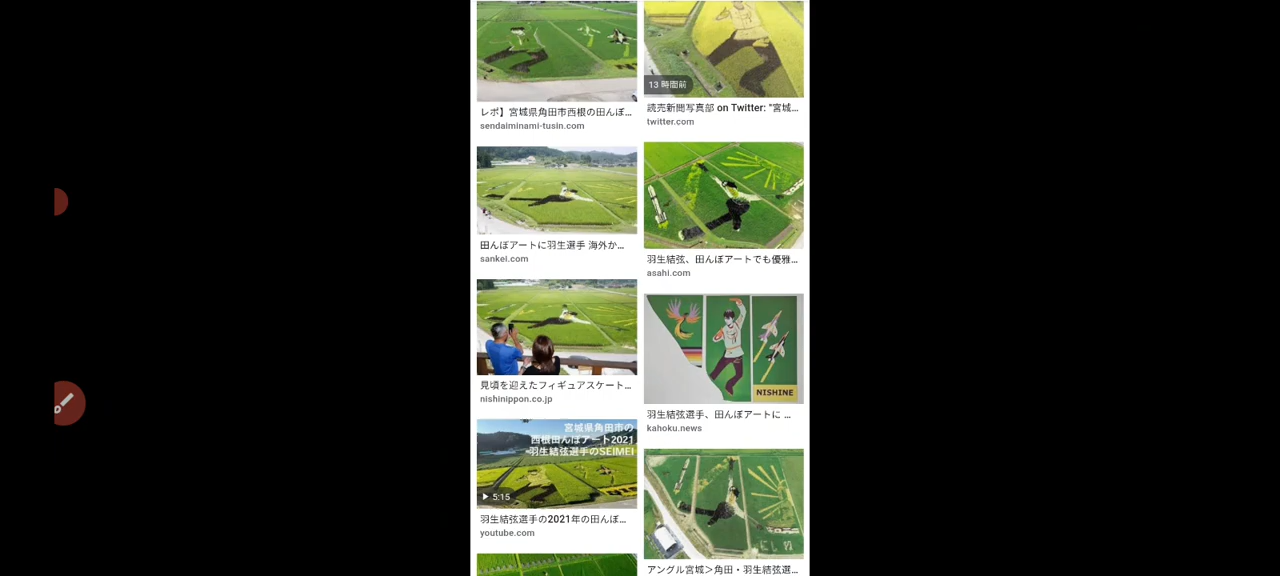 レポ】宮城県角田市西根の田んぼ...
sendaiminami-tusin.com
田んぼアートに羽生選手 海外か...
sankei.com
見頃を迎えたフィギュアスケート...
nishinippon.co.jp
宮城県角田市の
西根田んぼアート2021
羽生結弦選手のSEIMEI
5:15
羽生結弦選手の2021年の田んぼ...
youtube.com
13 時間前
読売新聞写真部 on Twitter: "宮城...
twitter.com
羽生結弦、田んぼアートでも優雅...
asahi.com
NISHINE
羽生結弦選手、田んぼアートに ...
kahoku.news
にしね
アングル宮城＞角田・羽生結弦選...